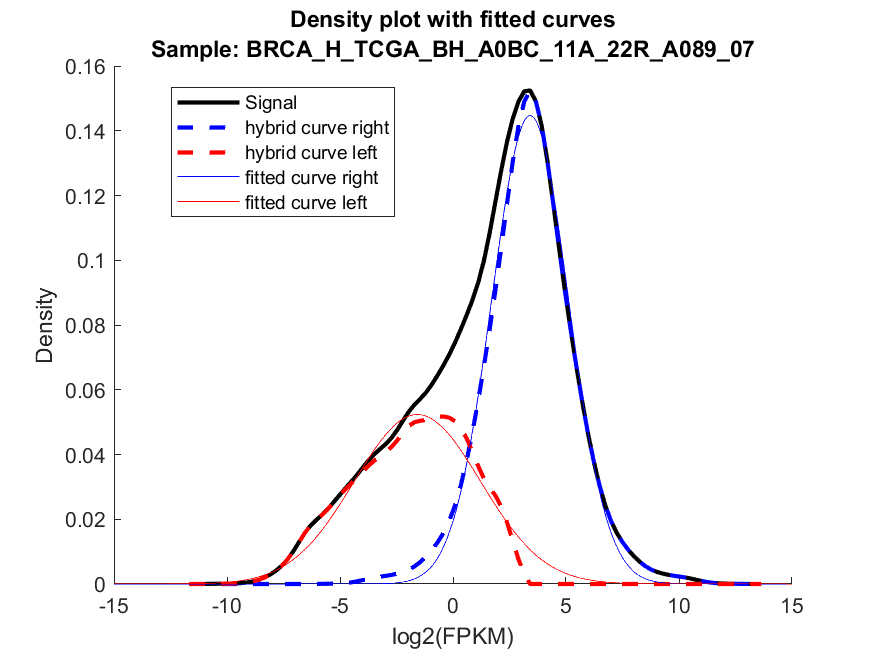 Density plot with fitted curves
Sample: BRCA_H_TCGA_BH_A0BC_11A_22R_A089_07
0.16
0.14
0.12
0.1
0.08
0.06
0.04
0.02
0
Density
Signal
hybrid curve right
hybrid curve left
fitted curve right
fitted curve left
-15
-10
-5
0
5
10
15
log2(FPKM)